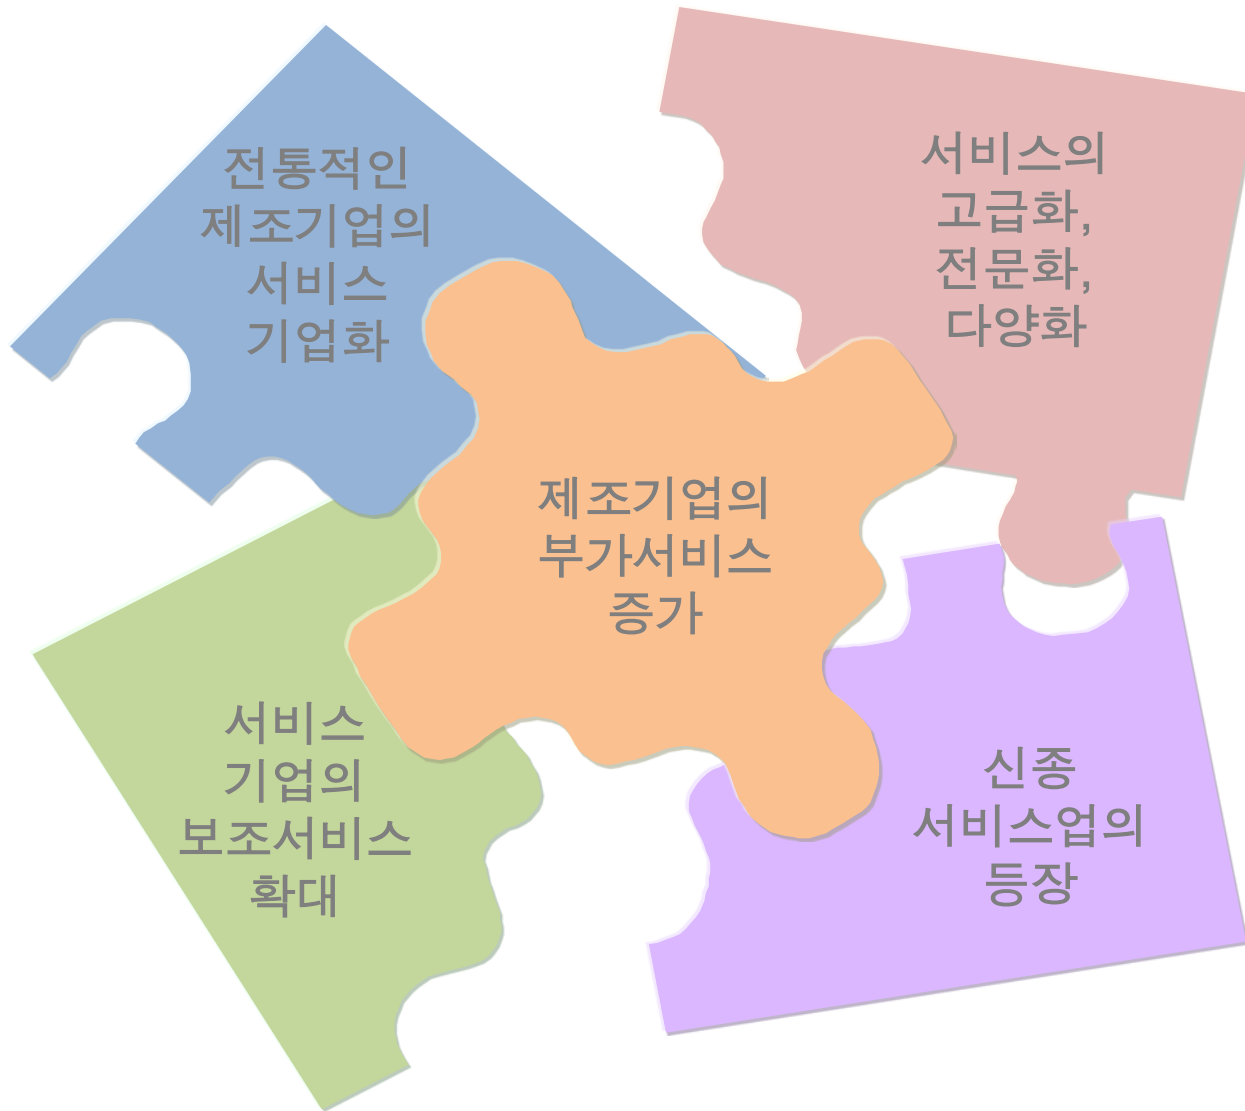 전통적인
제조기업의
서비스
기업화
서비스의
고급화,
전문화,
다양화
제조기업의
부가서비스
증가
서비스
기업의
보조서비스
확대
신종
서비스업의
등장